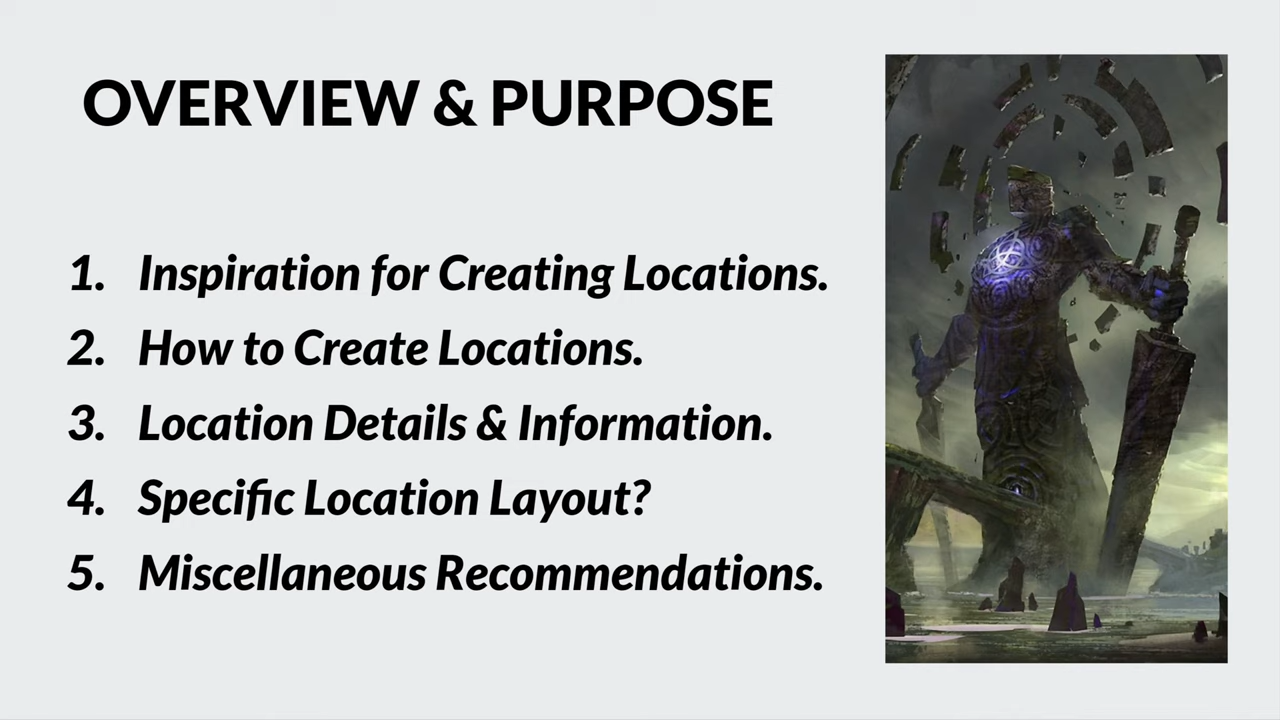 OVERVIEW & PURPOSE
1. Inspiration for Creating Locations.
2. How to Create Locations.
3. Location Details & Information.
4. Specific Location Layout?
5. Miscellaneous Recommendations.